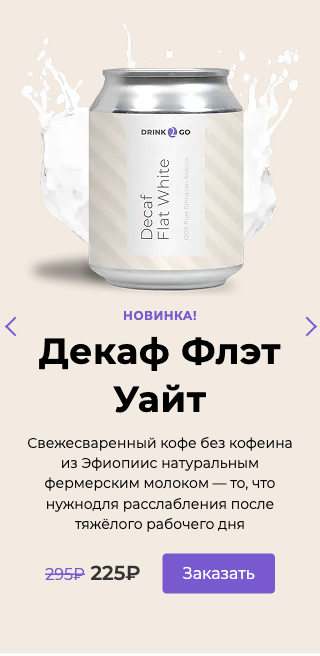 DRINK 2 GO
Decaf
Flat White
100% Pure Ethiopian Arabica
НОВИНКА!
Декаф Флэт
Уайт
Свежесваренный кофе без кофеина
из Эфиопиис натуральным
фермерским молоком — то, что
нужнодля расслабления после
тяжёлого рабочего дня
295₽ 225₽ Заказать